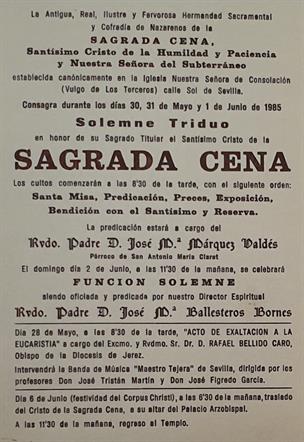 La Antigua, Real, Ilustre y Fervorosa Hermandad Sacramental
y Cofradía de Nazarenos de la
SAGRADA CENA,
Santísimo Cristo de la Humildad y Paciencia
y Nuestra Señora del Subterráneo
establecida canónicamente en la Iglesia Nuestra Señora de Consolación
(Vulgo de Los Terceros) calle Sol de Sevilla.
Consagra durante los días 30, 31 de Mayo y 1 de Junio de 1985
Solemne Triduo
en honor de su Sagrado Titular el Santísimo Cristo de la
SAGRADA CENA
Los cultos comenzarán a las 8'30 de la tarde, con el siguiente orden:
Santa Misa, Predicación, Preces, Exposición,
Bendición con el Santísimo y Reserva.
La predicación estará a cargo del
Rvdo. Padre D. José M.ª Márquez Valdés
Párroco de San Antonio María Claret
El domingo día 2 de Junio, a las 11'30 de la mañana, se celebrará
FUNCION SOLEMNE
siendo oficiada y predicada por nuestro Director Espiritual
Rvdo. Padre D. José M.ª Ballesteros Bornes
Día 28 de Mayo, a las 8'30 de la tarde, "ACTO DE EXALTACION A LA
EUCARISTIA" a cargo del Excmo. y Rvdmo. Sr. Dr. D. RAFAEL BELLIDO CARO,
Obispo de la Diocesis de Jerez.
Intervendrá la Banda de Música "Maestro Tejera" de Sevilla, dirigida por los
profesores Don José Tristán Martín y Don José Figredo García.
Día 6 de Junio (festividad del Corpus Christi), a las 6'30 de la mañana, traslado
del Cristo de la Sagrada Cena, a su altar del Palacio Arzobispal.
A las 11'30 de la mañana, regreso al Templo.